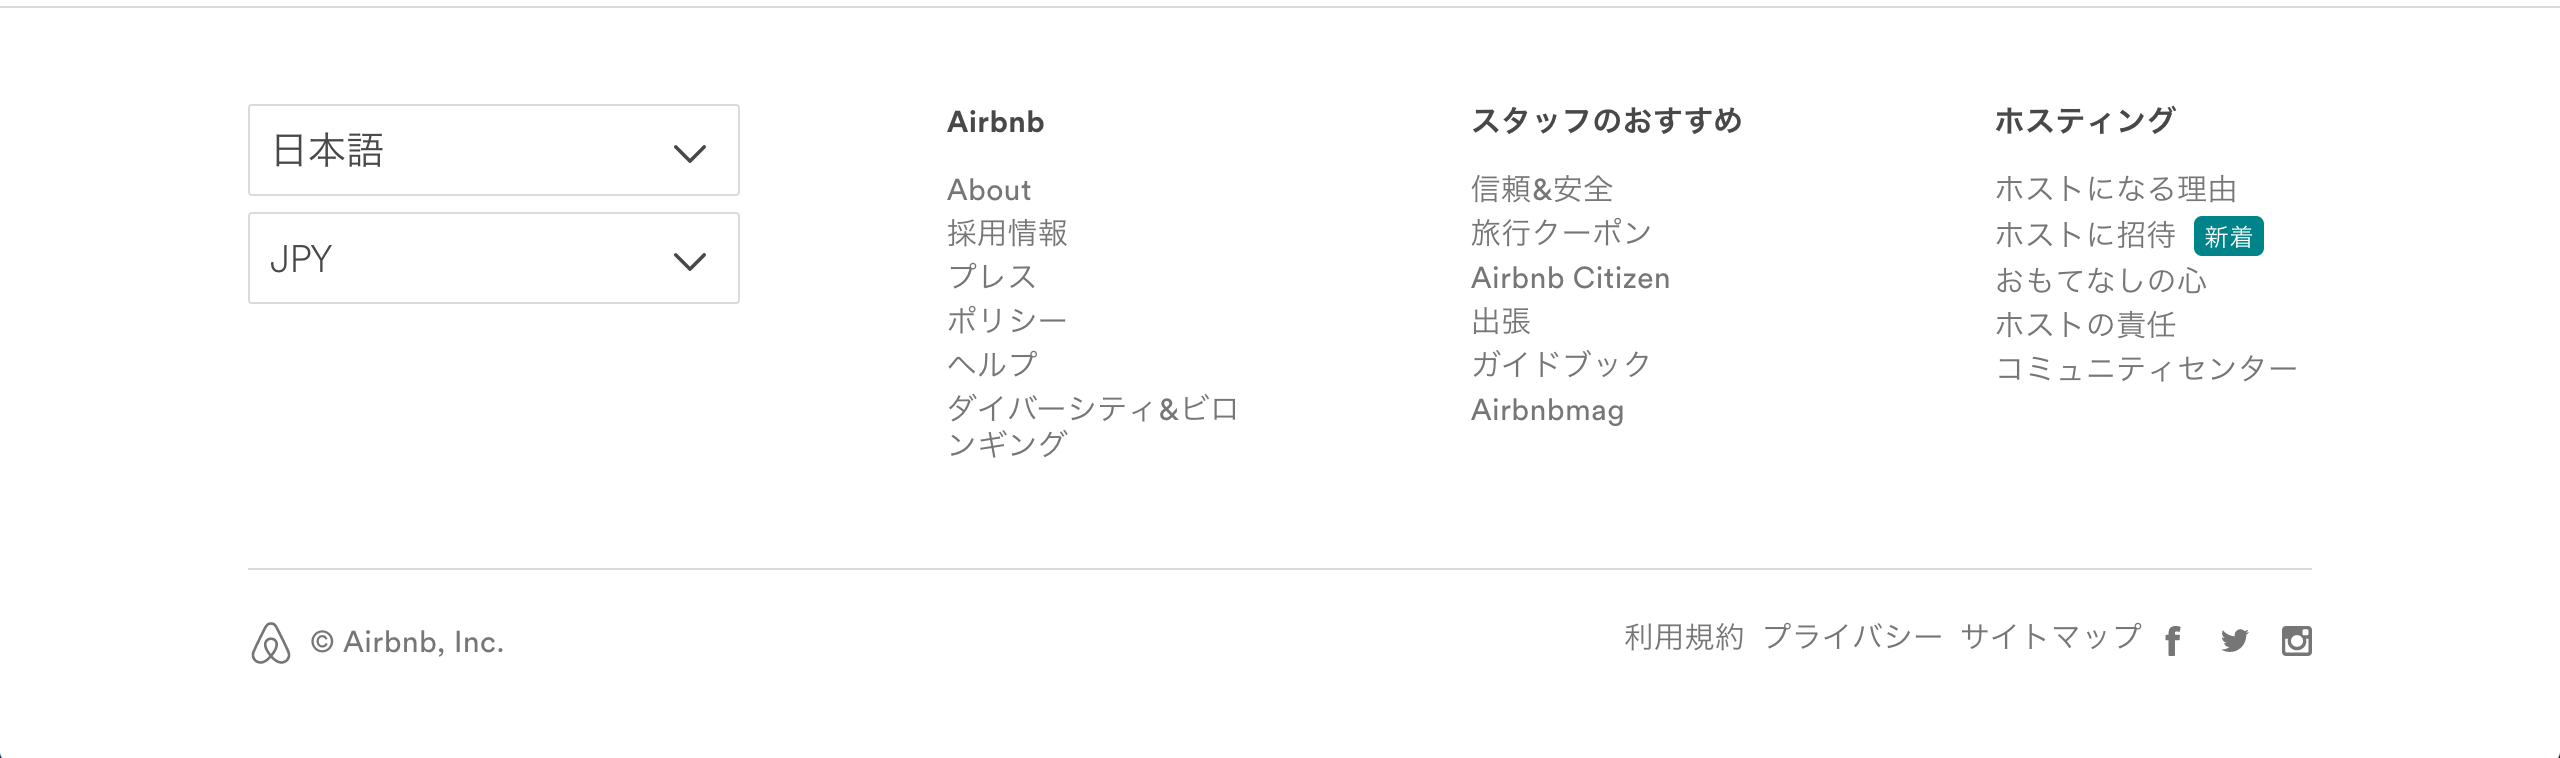 日本語
JPY
Airbnb
About
採用情報
プレス
ポリシー
ヘルプ
ダイバーシティ&ビロ
ンギング
スタッフのおすすめ
信頼&安全
旅行クーポン
Airbnb Citizen
出張
ガイドブック
Airbnbmag
ホスティング
ホストになる理由
ホストに招待 新着
おもてなしの心
ホストの責任
コミュニティセンター
© Airbnb, Inc.
利用規約 プライバシー サイトマップ